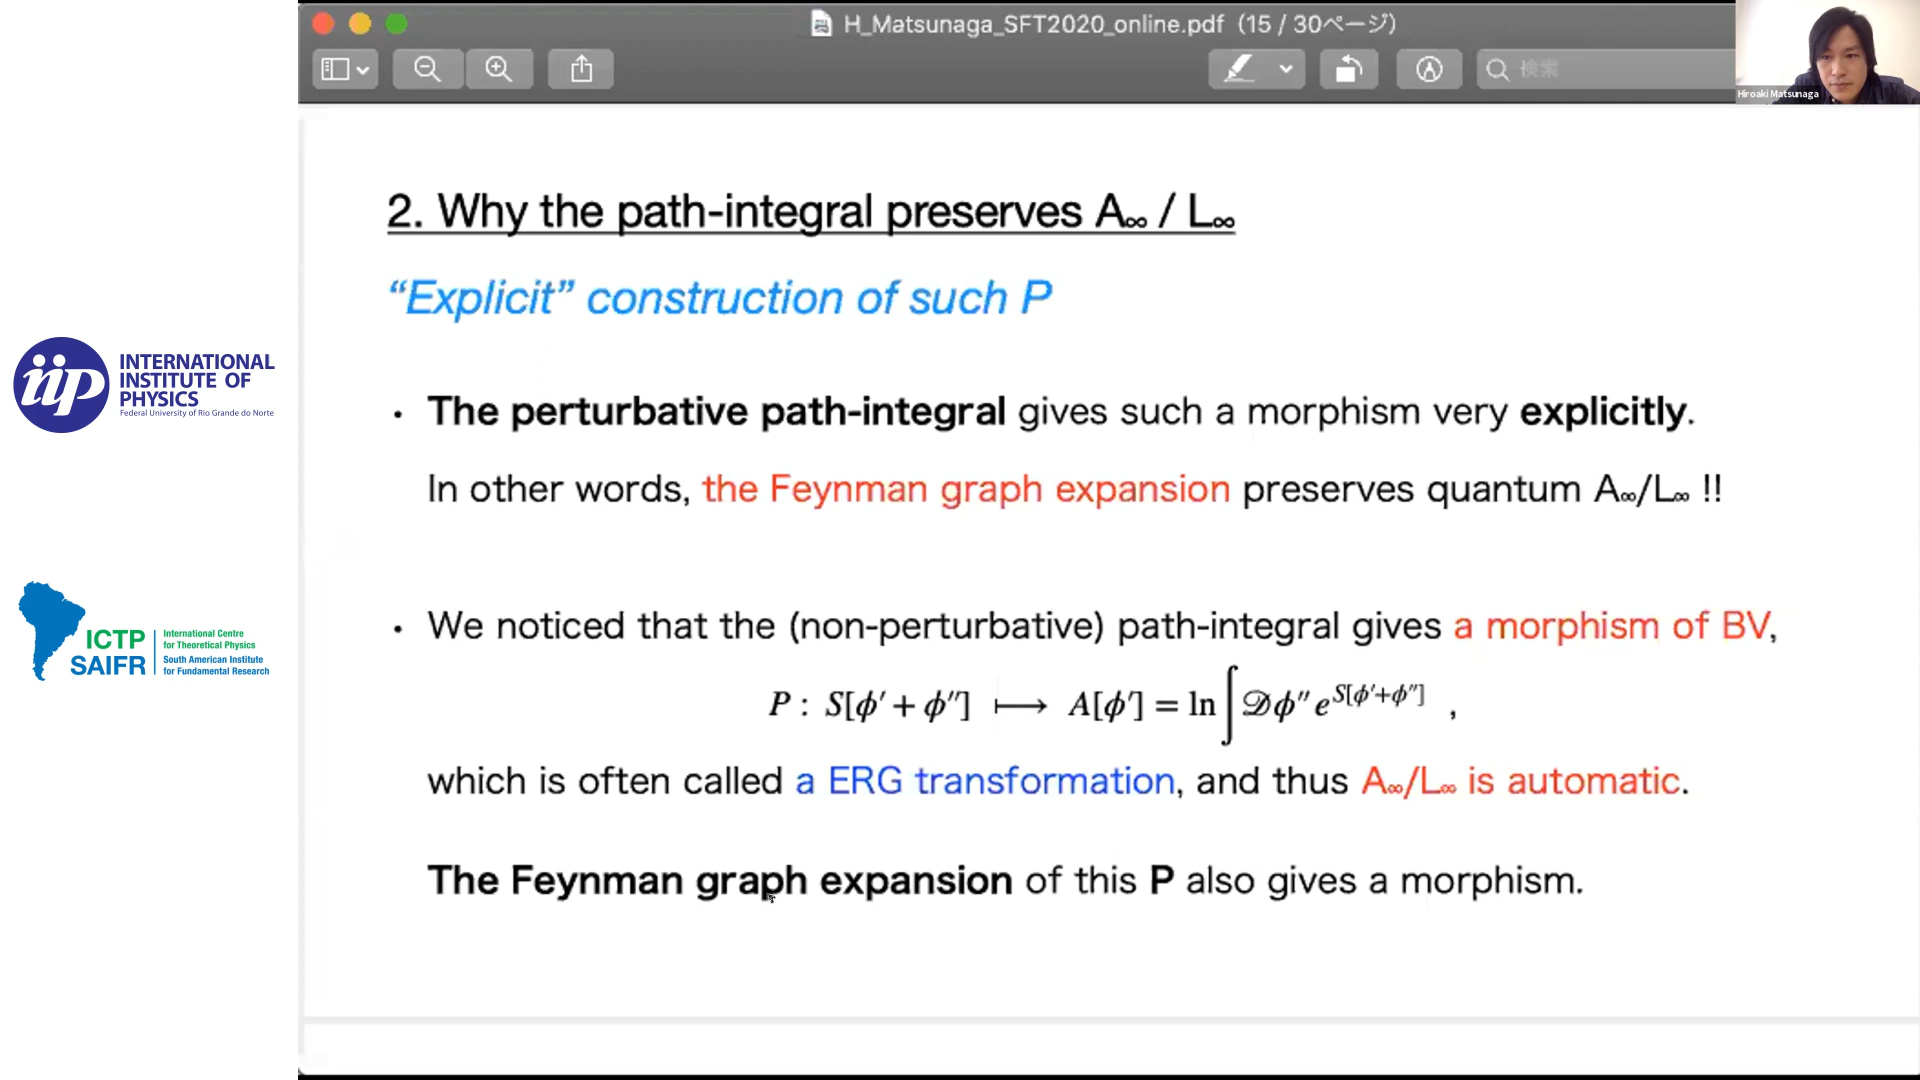 H_Matsunaga_SFT2020_online.pdf (15 / 30ページ)
検索
Hiroaki Matsunaga
2. Why the path-integral preserves A∞ / L∞
“Explicit” construction of such P
• The perturbative path-integral gives such a morphism very explicitly.
In other words, the Feynman graph expansion preserves quantum A∞/L∞ !!
• We noticed that the (non-perturbative) path-integral gives a morphism of BV,
P : S[ϕ′ + ϕ″] ⟼ A[ϕ′] = ln ∫ 𝒟ϕ″ e^{S[ϕ′+ϕ″]} ,
which is often called a ERG transformation, and thus A∞/L∞ is automatic.
The Feynman graph expansion of this P also gives a morphism.
iip
INTERNATIONAL
INSTITUTE OF
PHYSICS
Federal University of Rio Grande do Norte
ICTP
SAIFR
International Centre
for Theoretical Physics
South American Institute
for Fundamental Research